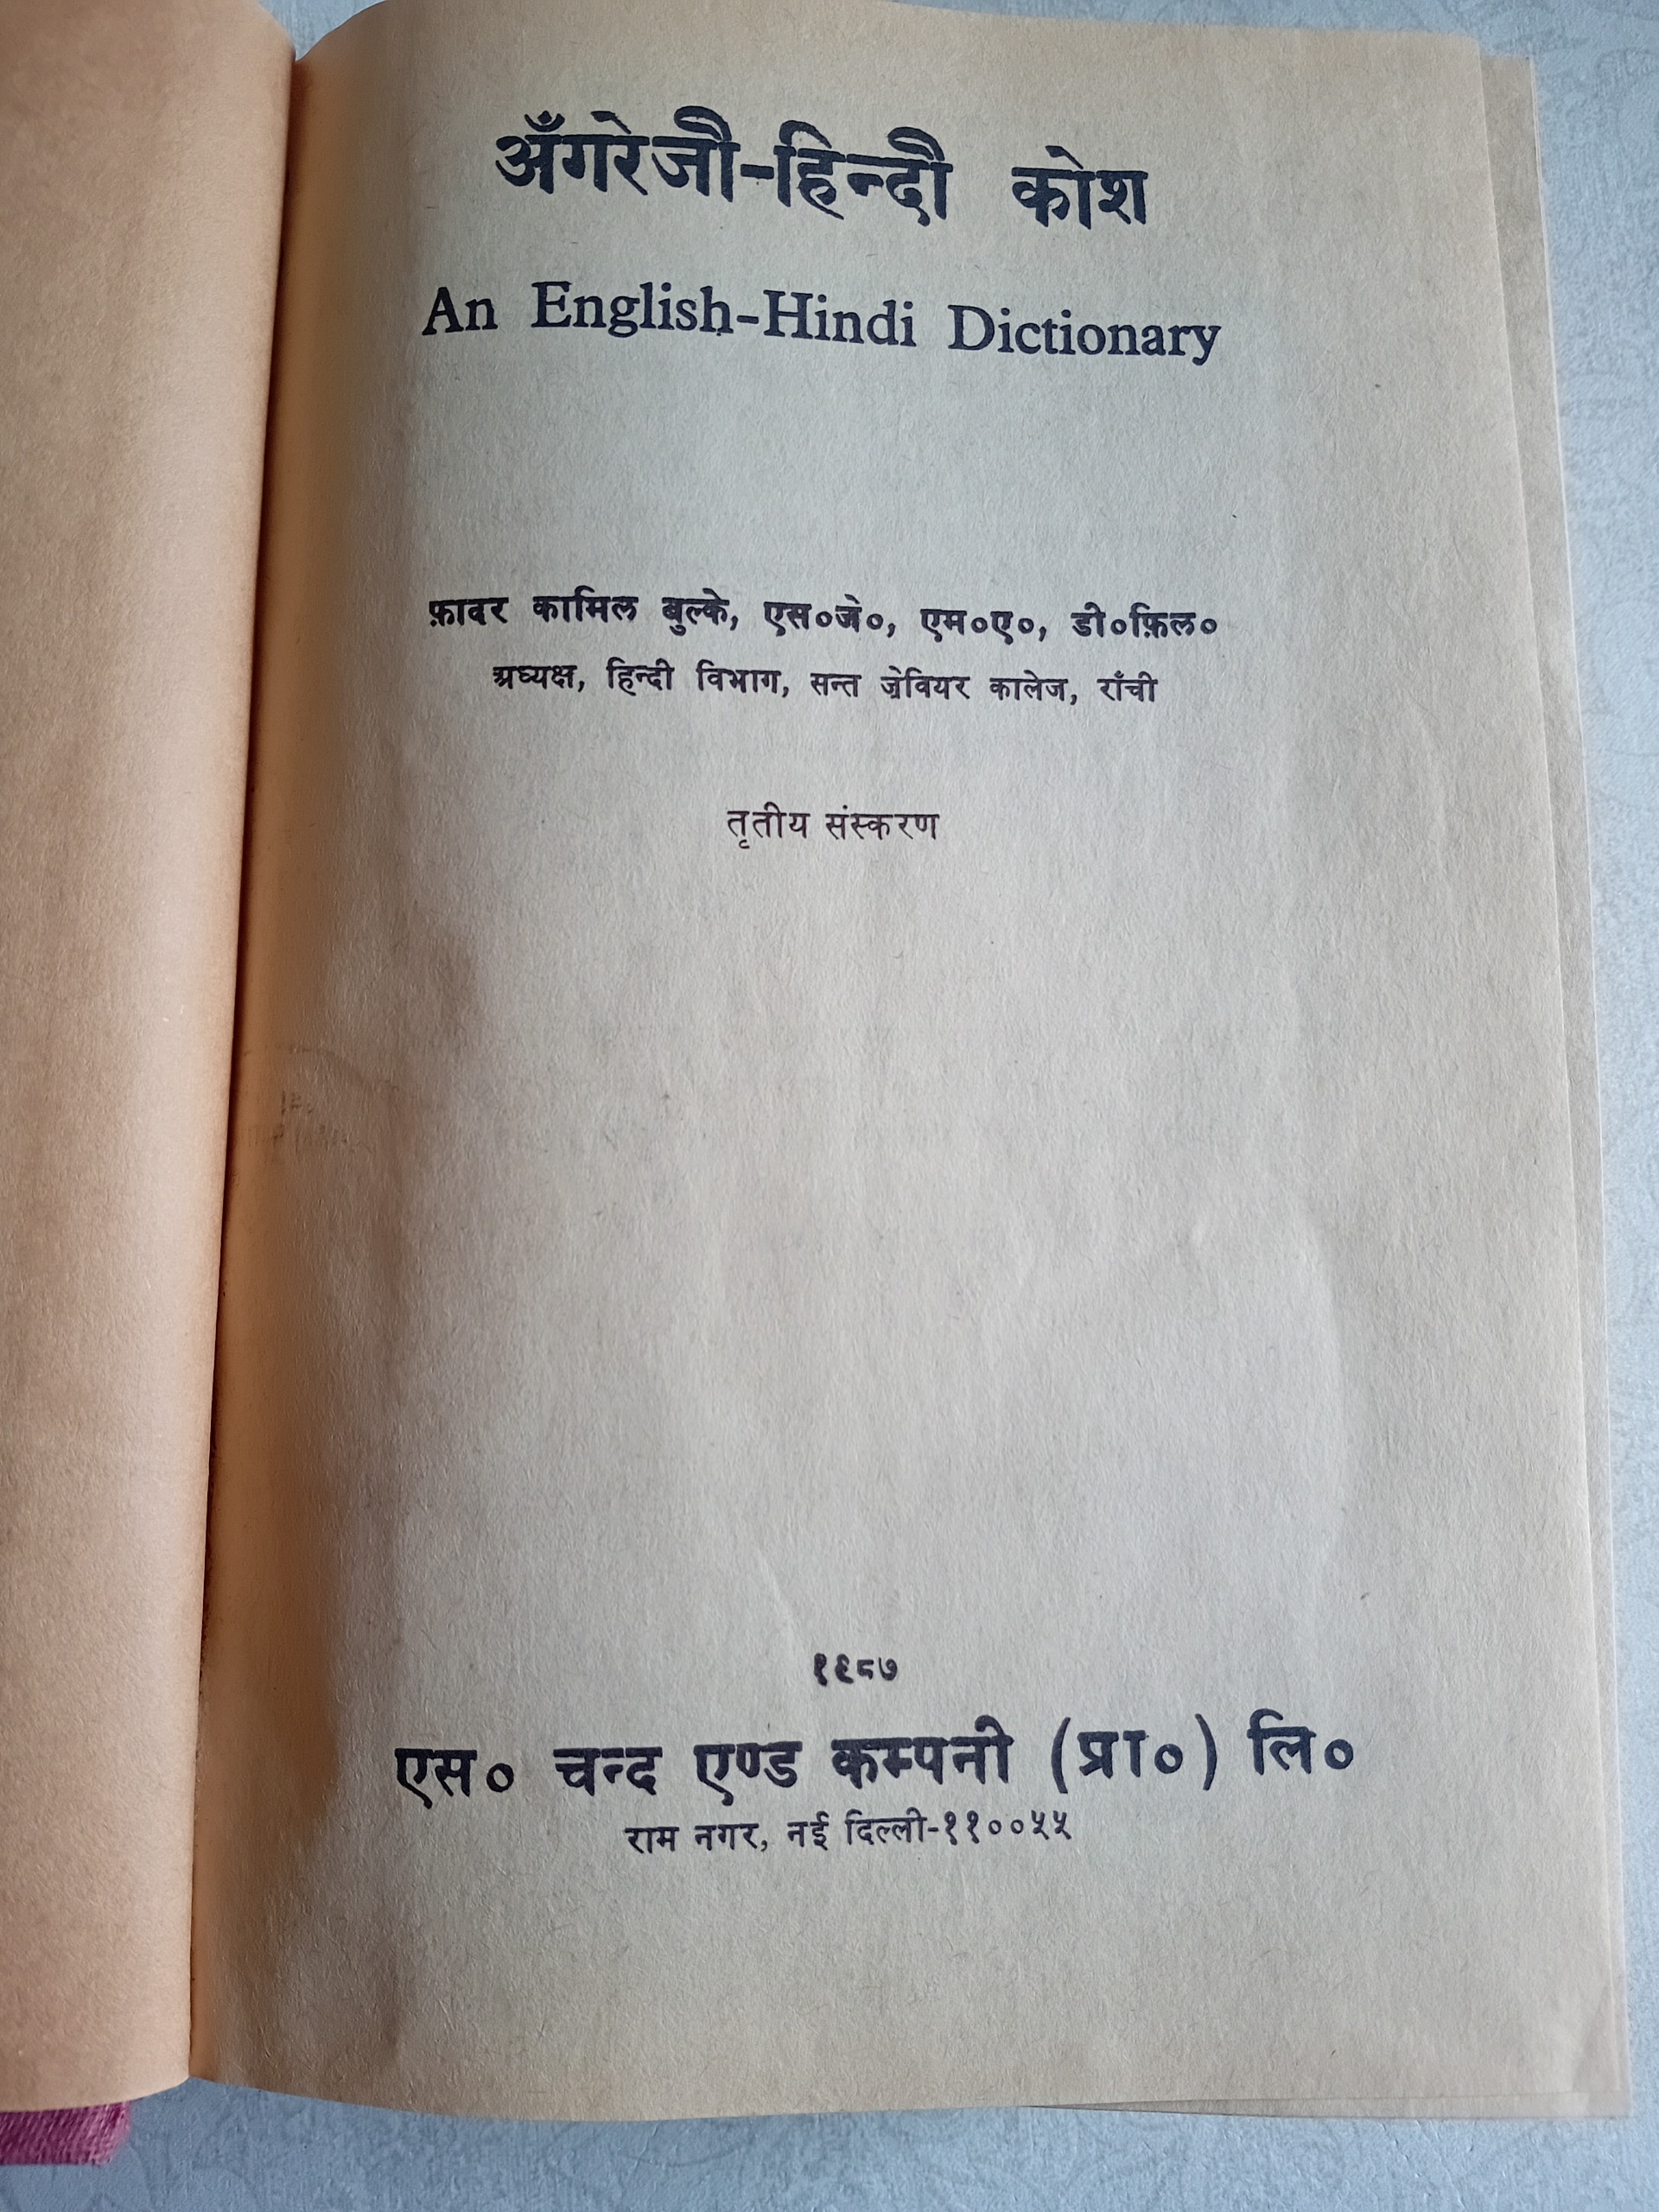 अँगरेजी-हिन्दी कोश
An English-Hindi Dictionary
फ़ादर कामिल बुल्के, एस०जे०, एम०ए०, डी०फ़िल०
अध्यक्ष, हिन्दी विभाग, सन्त ज़ेवियर कालेज, राँची
तृतीय संस्करण
१९८७
एस० चन्द एण्ड कम्पनी (प्रा०) लि०
राम नगर, नई दिल्ली-११००५५